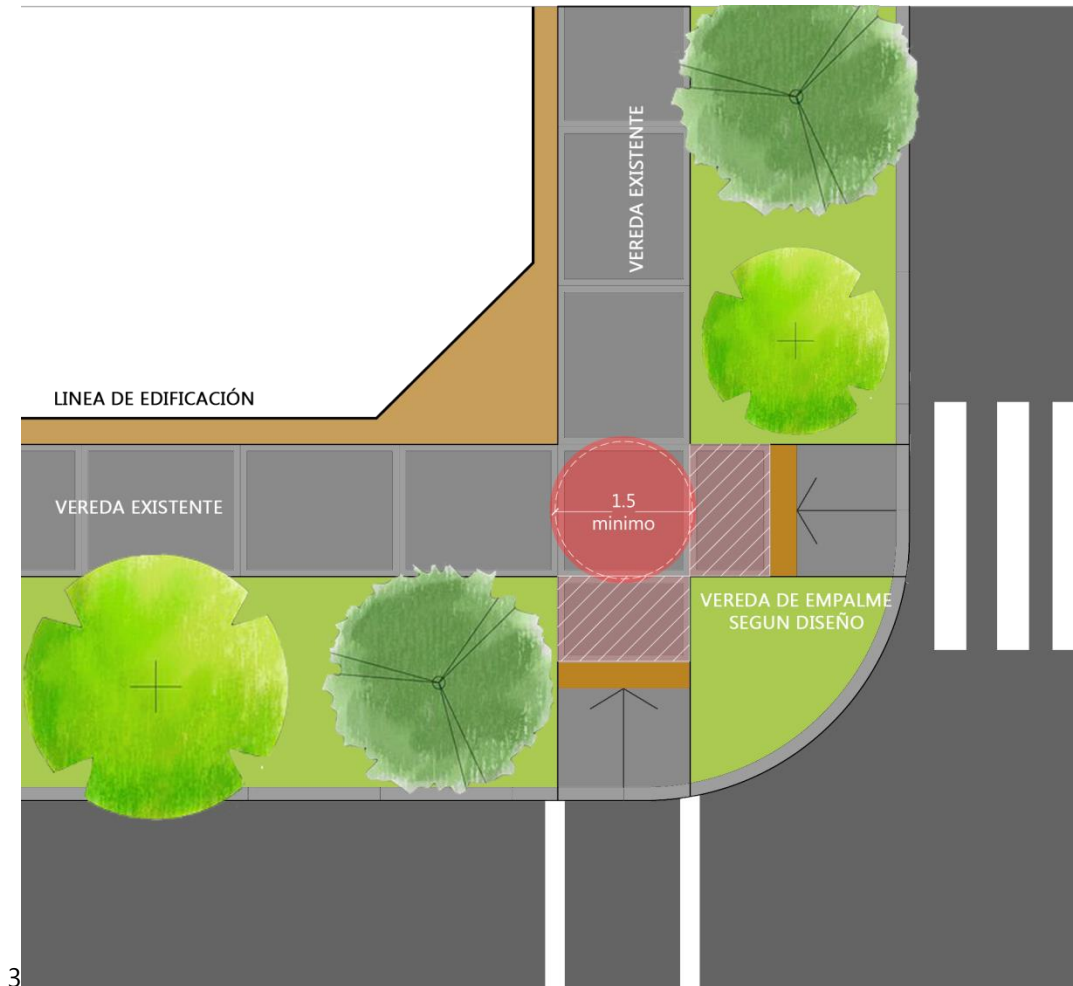 VEREDA EXISTENTE
LINEA DE EDIFICACIÓN
VEREDA EXISTENTE
1.5
minimo
VEREDA DE EMPALME
SEGUN DISEÑO
3